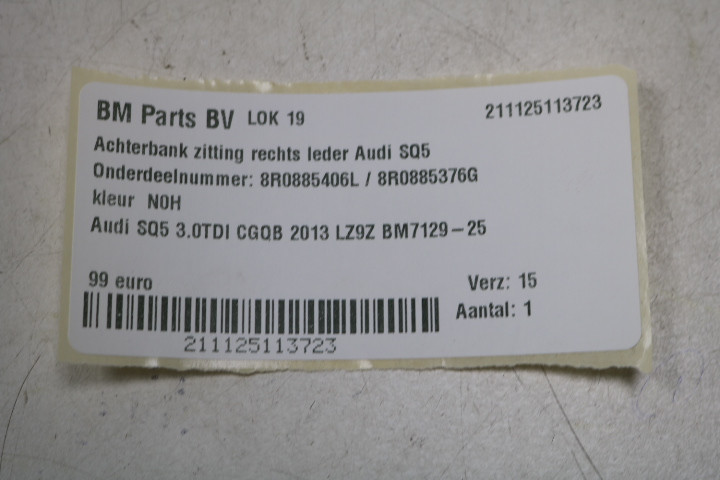 BM Parts BV LOK 19 211125113723
Achterbank zitting rechts leder Audi SQ5
Onderdeelnummer: 8R0885406L / 8R0885376G
kleur N0H
Audi SQ5 3.0TDI CGQB 2013 LZ9Z BM7129-25
99 euro Verz: 15
Aantal: 1
211125113723